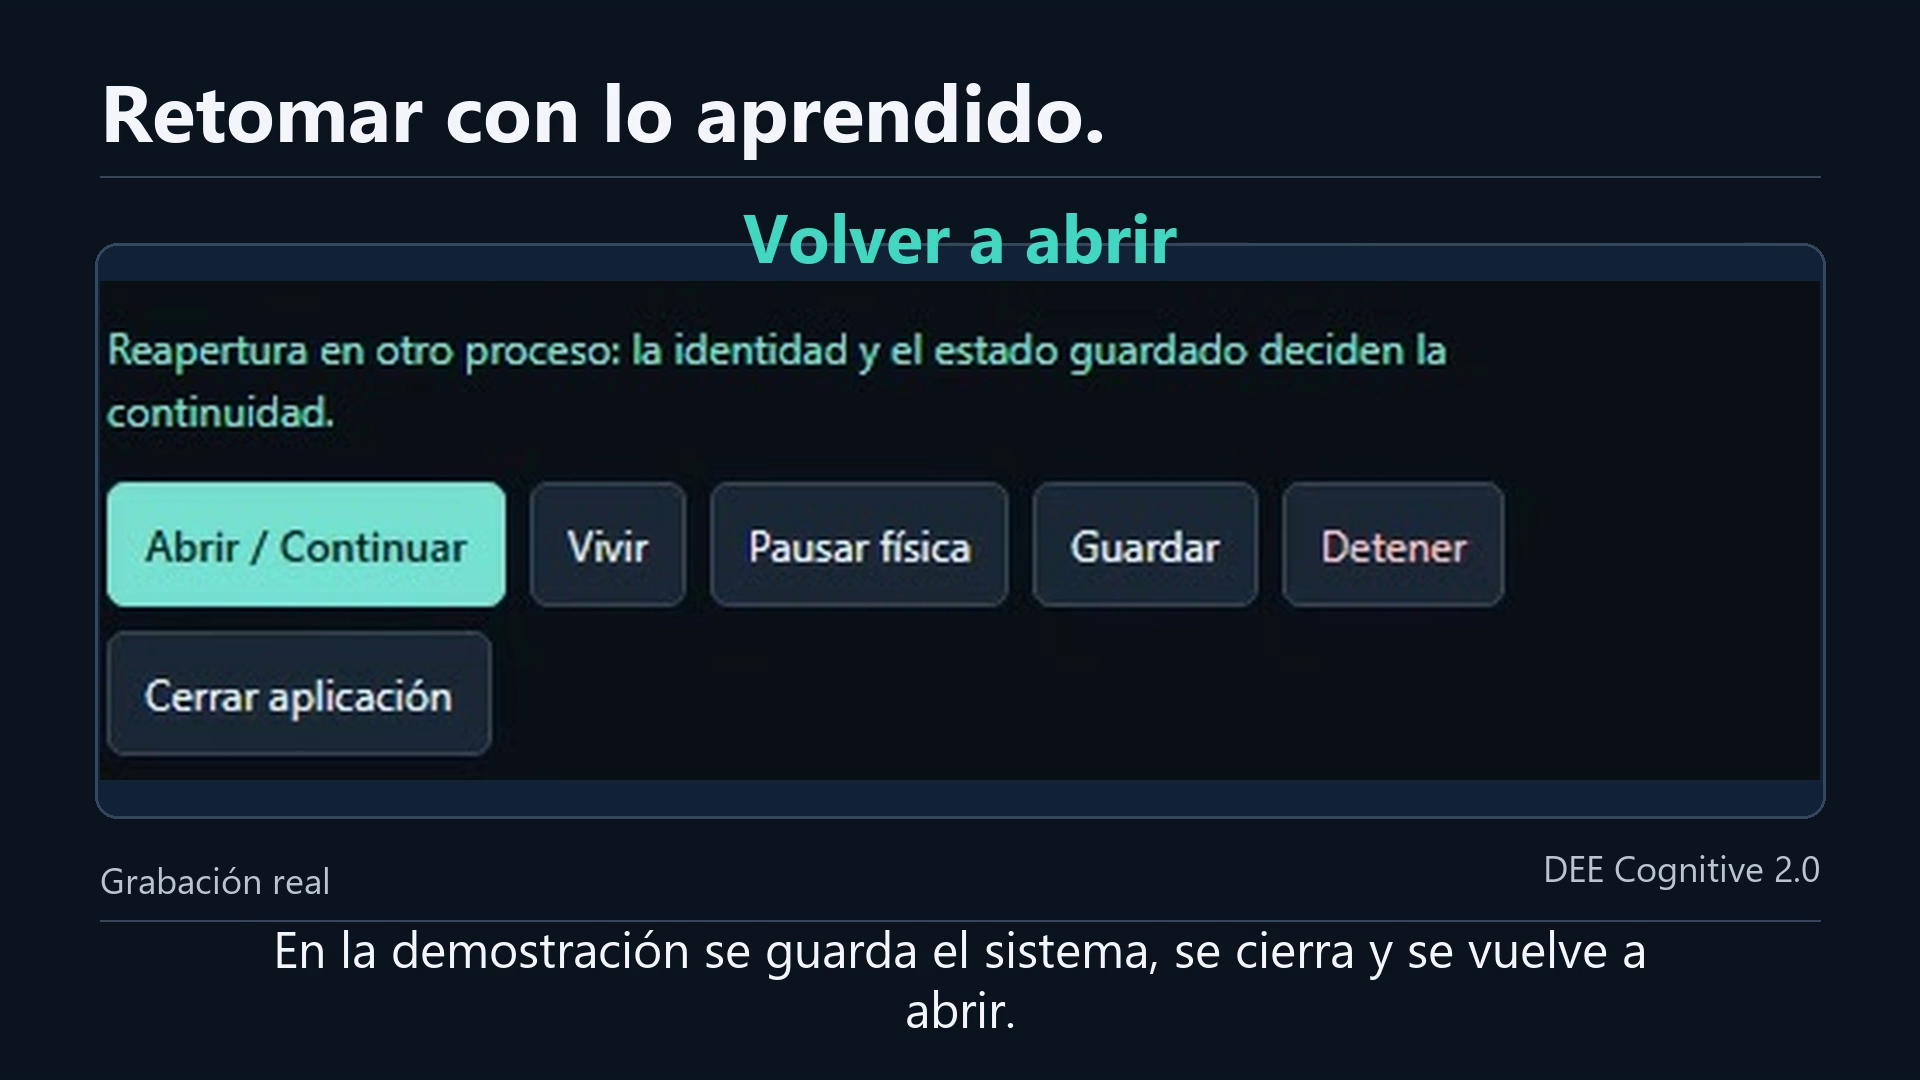 Retomar con lo aprendido.
Volver a abrir
Reapertura en otro proceso: la identidad y el estado guardado deciden la
continuidad.
Abrir / Continuar
Vivir
Pausar física
Guardar
Detener
Cerrar aplicación
Grabación real
DEE Cognitive 2.0
En la demostración se guarda el sistema, se cierra y se vuelve a
abrir.